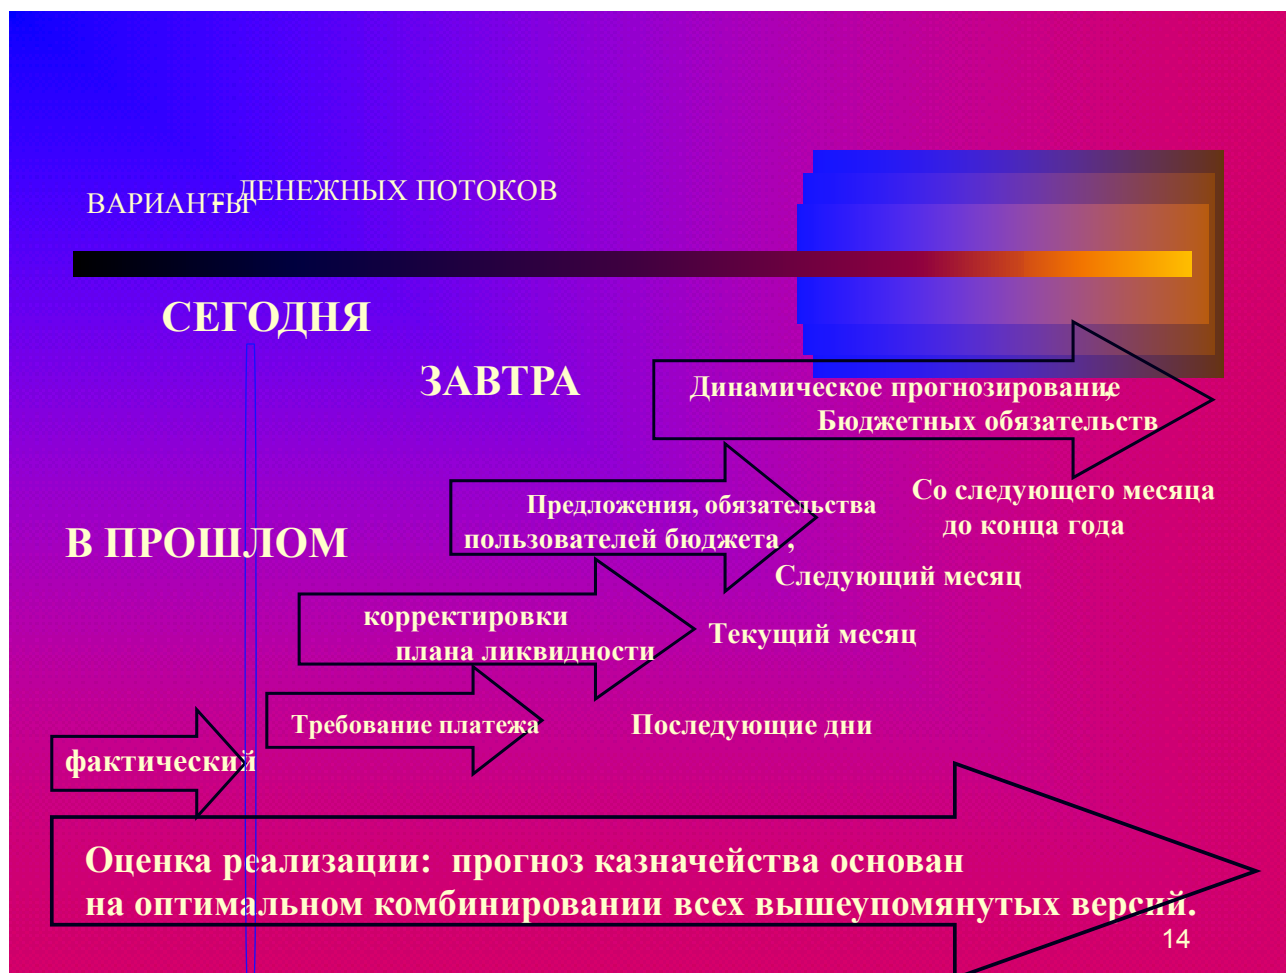 ВАРИАНТЫ - ДЕНЕЖНЫХ ПОТОКОВ
СЕГОДНЯ
ЗАВТРА
Динамическое прогнозирование,
Бюджетных обязательств
Со следующего месяца
до конца года
Предложения, обязательства
пользователей бюджета ,
В ПРОШЛОМ
Следующий месяц
корректировки
плана ликвидности
Текущий месяц
Требование платежа
Последующие дни
фактический
Оценка реализации: прогноз казначейства основан
на оптимальном комбинировании всех вышеупомянутых версий.
14